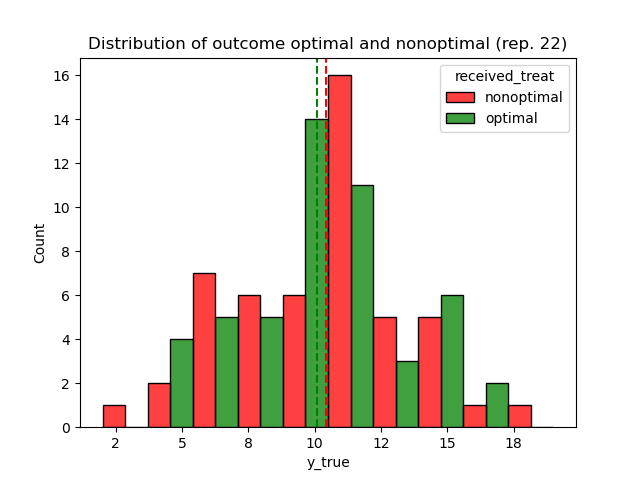 Distribution of outcome optimal and nonoptimal (rep. 22)
received_treat
nonoptimal
optimal
Count
16
14
12
10
8
6
4
2
0
2
5
8
10
12
15
18
y_true